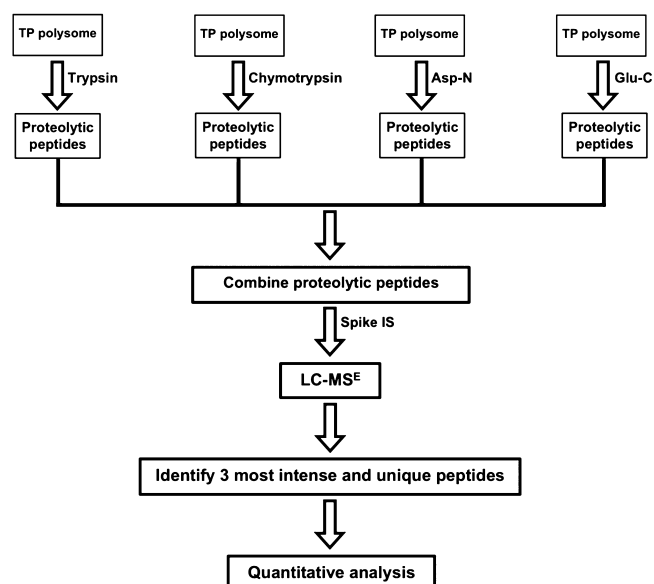 TP polysome TP polysome TP polysome TP polysome
Trypsin Chymotrypsin Asp-N Glu-C
Proteolytic Proteolytic Proteolytic Proteolytic
peptides peptides peptides peptides
Combine proteolytic peptides
Spike IS
LC-MSᴱ
Identify 3 most intense and unique peptides
Quantitative analysis